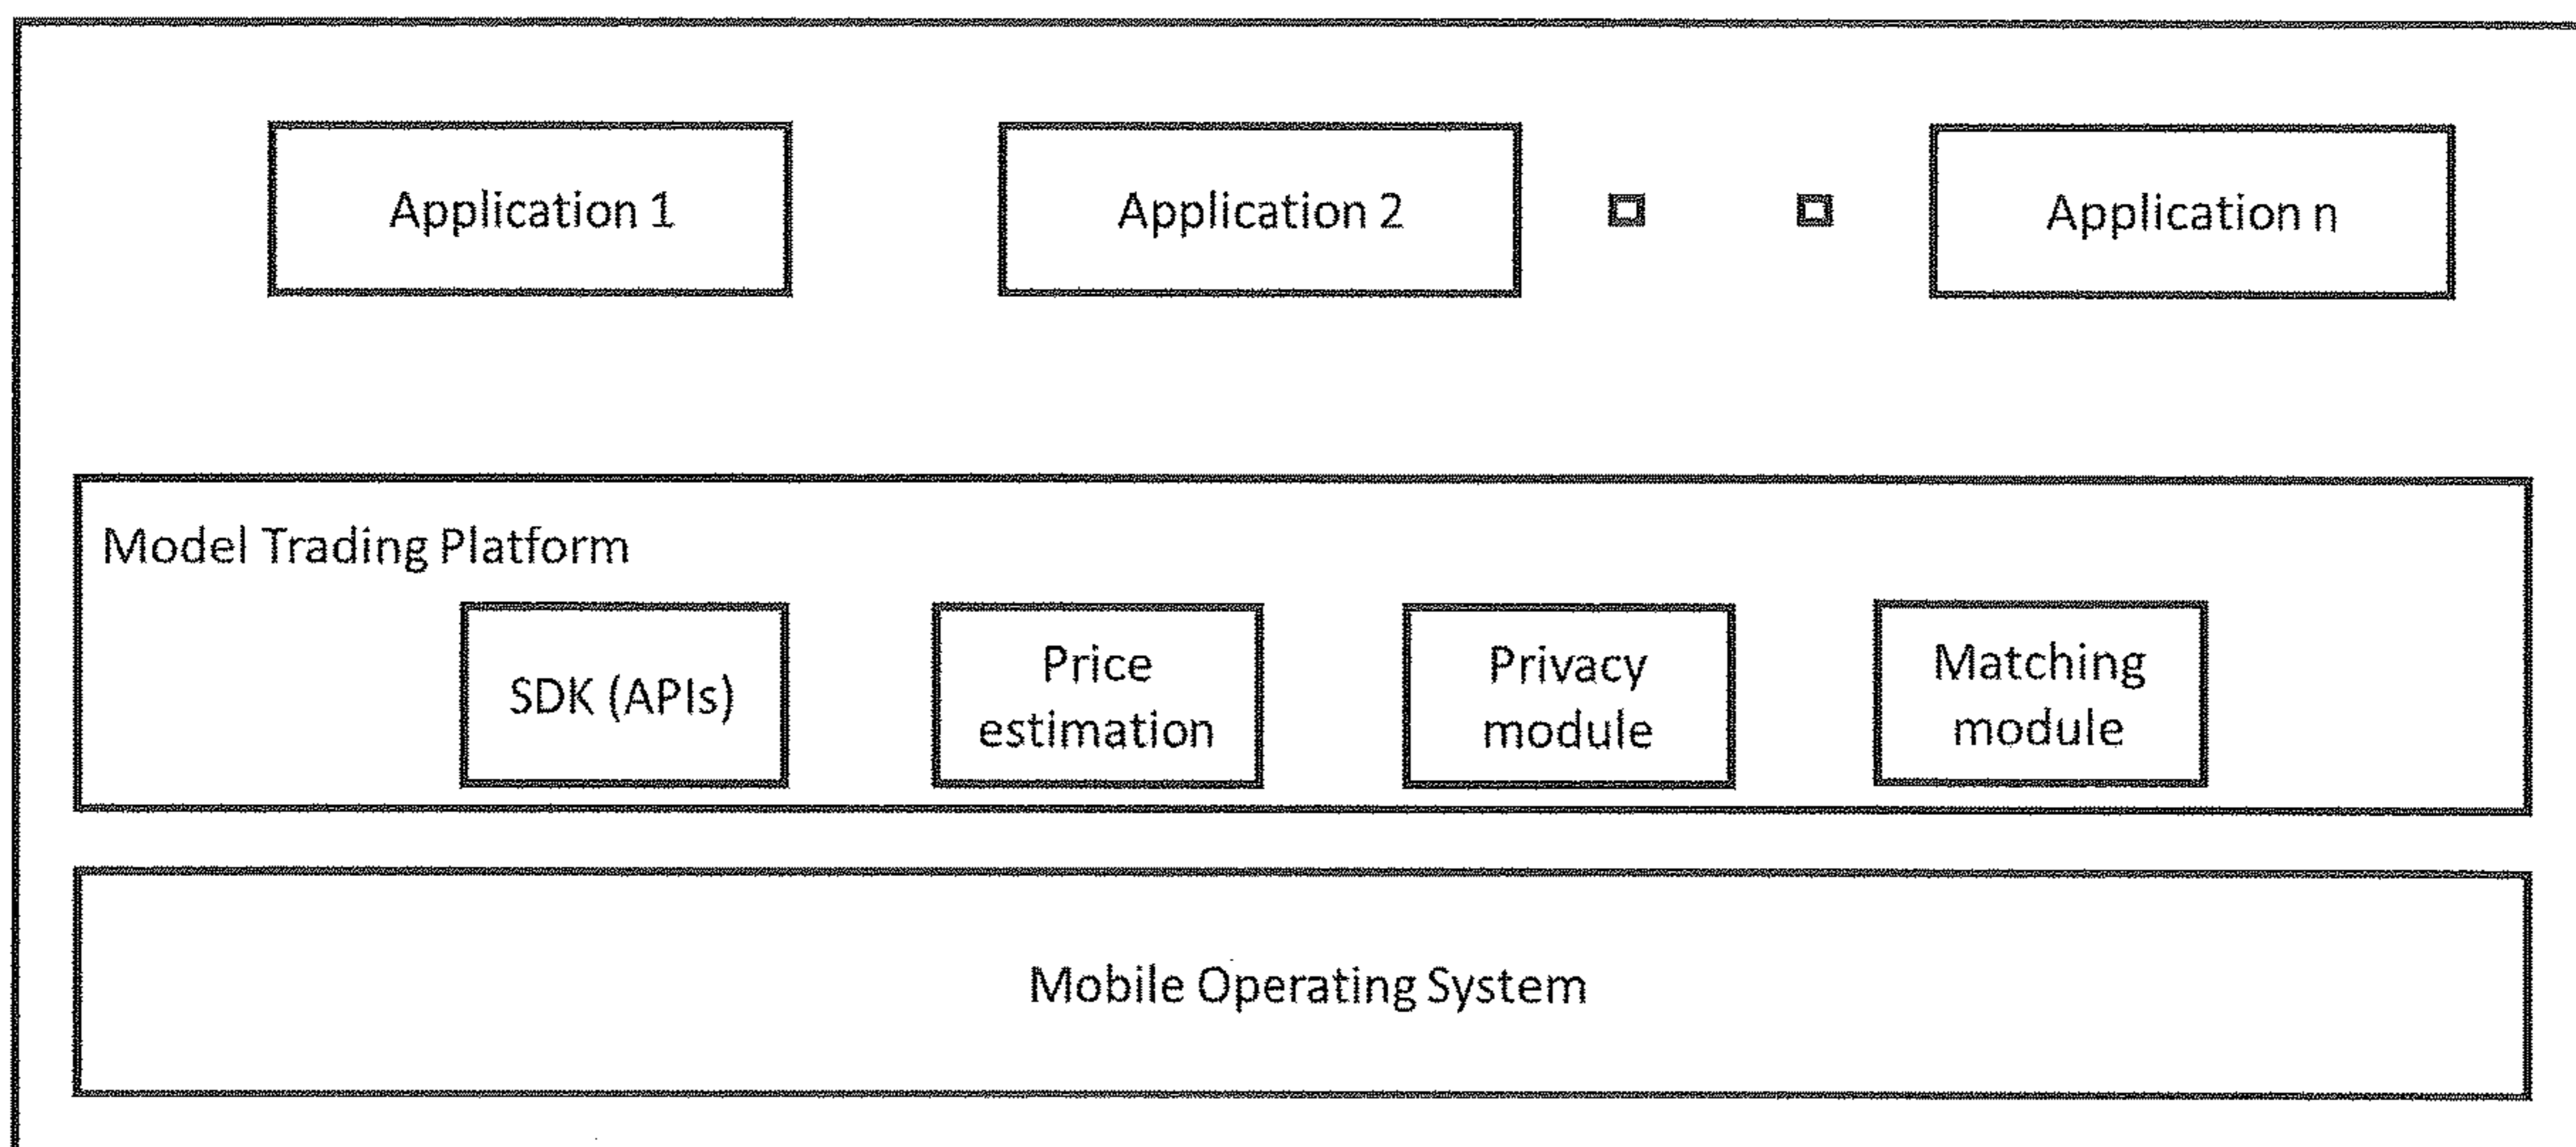 Application 1
Application 2
Application n
Model Trading Platform
SDK (APIs)
Price
estimation
Privacy
module
Matching
module
Mobile Operating System